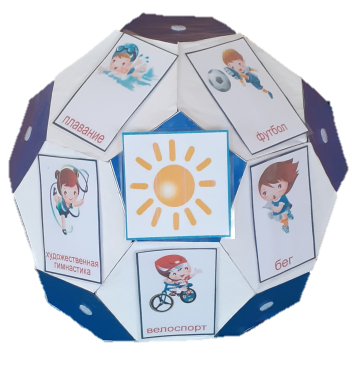 плавание
футбол
художественная
гимнастика
бег
велоспорт